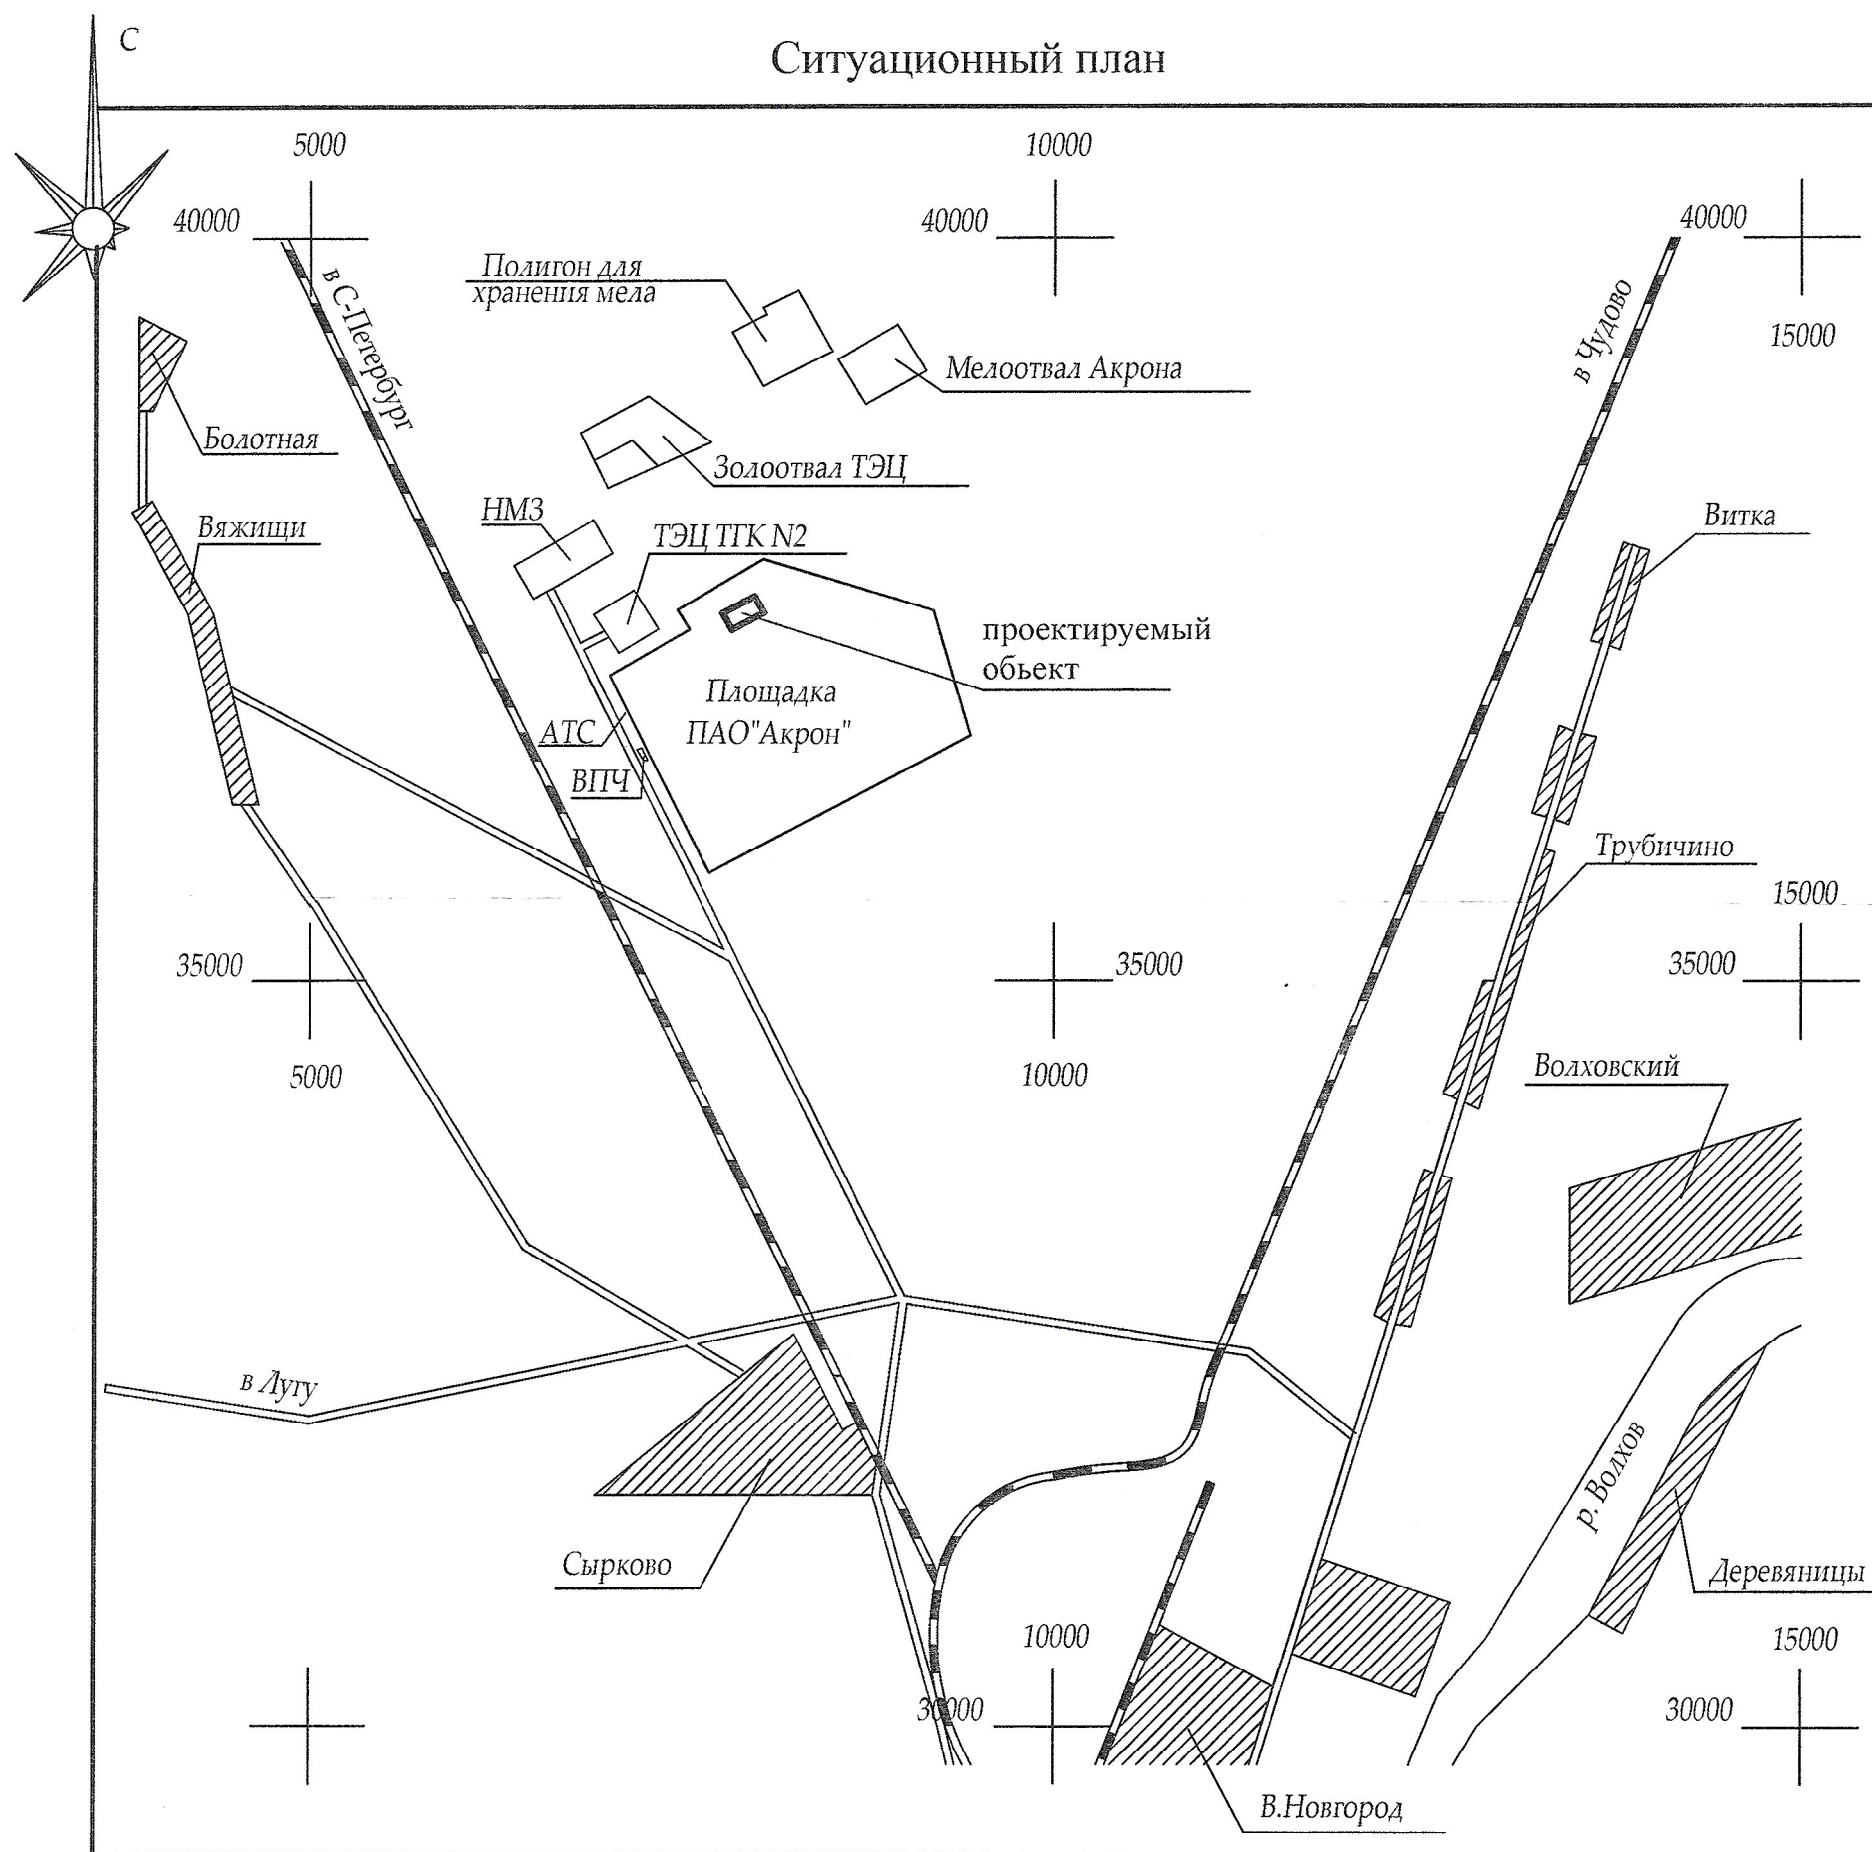 С
Ситуационный план
5000
10000
40000
40000
40000
15000
в С-Петербург
Полигон для
хранения мела
Мелоотвал Акрона
в Чудово
Болотная
Золоотвал ТЭЦ
НМЗ
Вяжищи
ТЭЦ ТГК N2
Витка
проектируемый
обьект
Площадка
ПАО"Акрон"
АТС
ВПЧ
Трубичино
15000
35000
35000
35000
5000
10000
Волховский
в Лугу
р. Волхов
Сырково
Деревяницы
10000
15000
30000
30000
В.Новгород